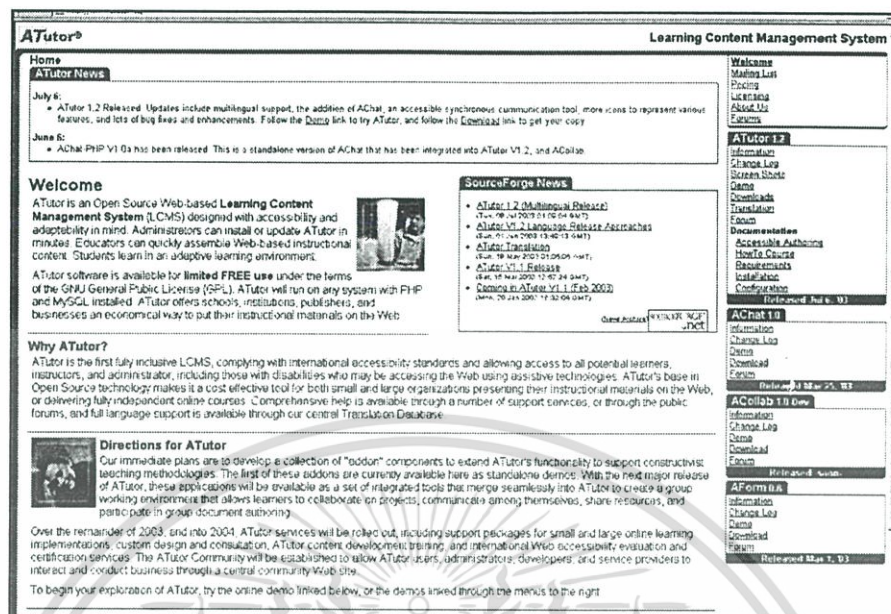 ATutor®
Learning Content Management System
Home
ATutor News
July 6:
ATutor 1.2 Released. Updates include multilingual support, the addition of AChat, an accessible synchronous communication tool, more icons to represent various
features, and lots of bug fixes and enhancements. Follow the Demo link to try ATutor, and follow the Download link to get your copy.
June 5:
AChat-PHP V1.0a has been released. This is a standalone version of AChat that has been integrated into ATutor V1.2, and ACollab.
Welcome
ATutor is an Open Source Web-based Learning Content
Management System (LCMS) designed with accessibility and
adaptability in mind. Administrators can install or update ATutor in
minutes. Educators can quickly assemble Web-based instructional
content. Students learn in an adaptive learning environment.
ATutor software is available for limited FREE use under the terms
of the GNU General Public License (GPL). ATutor will run on any system with PHP
and MySQL installed. ATutor offers schools, institutions, publishers, and
businesses an economical way to put their instructional materials on the Web.
SourceForge News
ATutor 1.2 (Multilingual Release)
ATutor V1.2 Language Release Approaches
ATutor Translation
ATutor V1.1 Release
Coming in ATutor V1.1 (Feb 2003)
Why ATutor?
ATutor is the first fully inclusive LCMS, complying with international accessibility standards and allowing access to all potential learners,
instructors, and administrator, including those with disabilities who may be accessing the Web using assistive technologies. ATutor's base in
Open Source technology makes it a cost effective tool for both small and large organizations presenting their instructional materials on the Web,
or delivering fully independent online courses. Comprehensive help is available through a number of support services, or through the public
forums, and full language support is available through our central Translation Database.
Directions for ATutor
Our immediate plans are to develop a collection of "addon" components to extend ATutor's functionality to support constructivist
teaching methodologies. The first of these addons are currently available here as standalone demos. With the next major release
of ATutor, these applications will be available as a set of integrated tools that merge seamlessly into ATutor to create a group
working environment that allows learners to collaborate on projects, communicate among themselves, share resources, and
participate in group document authoring.
Over the remainder of 2003, and into 2004, ATutor services will be rolled out, including support packages for small and large online learning
implementations, custom design and consultation, ATutor content development training, and international Web accessibility evaluation and
certification services. The ATutor Community will be established to allow ATutor users, administrators, developers, and service providers to
interact and conduct business through a central community Web site.
To begin your exploration of ATutor, try the online demo linked below, or the demos linked through the menus to the right
Welcome
Mailing List
Pricing
Licensing
About Us
Forums
ATutor 1.2
Information
Change Log
Screen Shots
Demo
Downloads
Translation
Forum
Documentation
Accessible Authoring
HowTo Course
Requirements
Installation
Configuration
Released Jul 6, '03
AChat 1.0
Information
Change Log
Demo
Download
Forum
Released Mar 25, '03
ACollab 1.0 Dev
Information
Change Log
Demo
Download
Forum
Released soon.
AForm
Information
Change Log
Demo
Download
Forum
Released Mar 1, '03